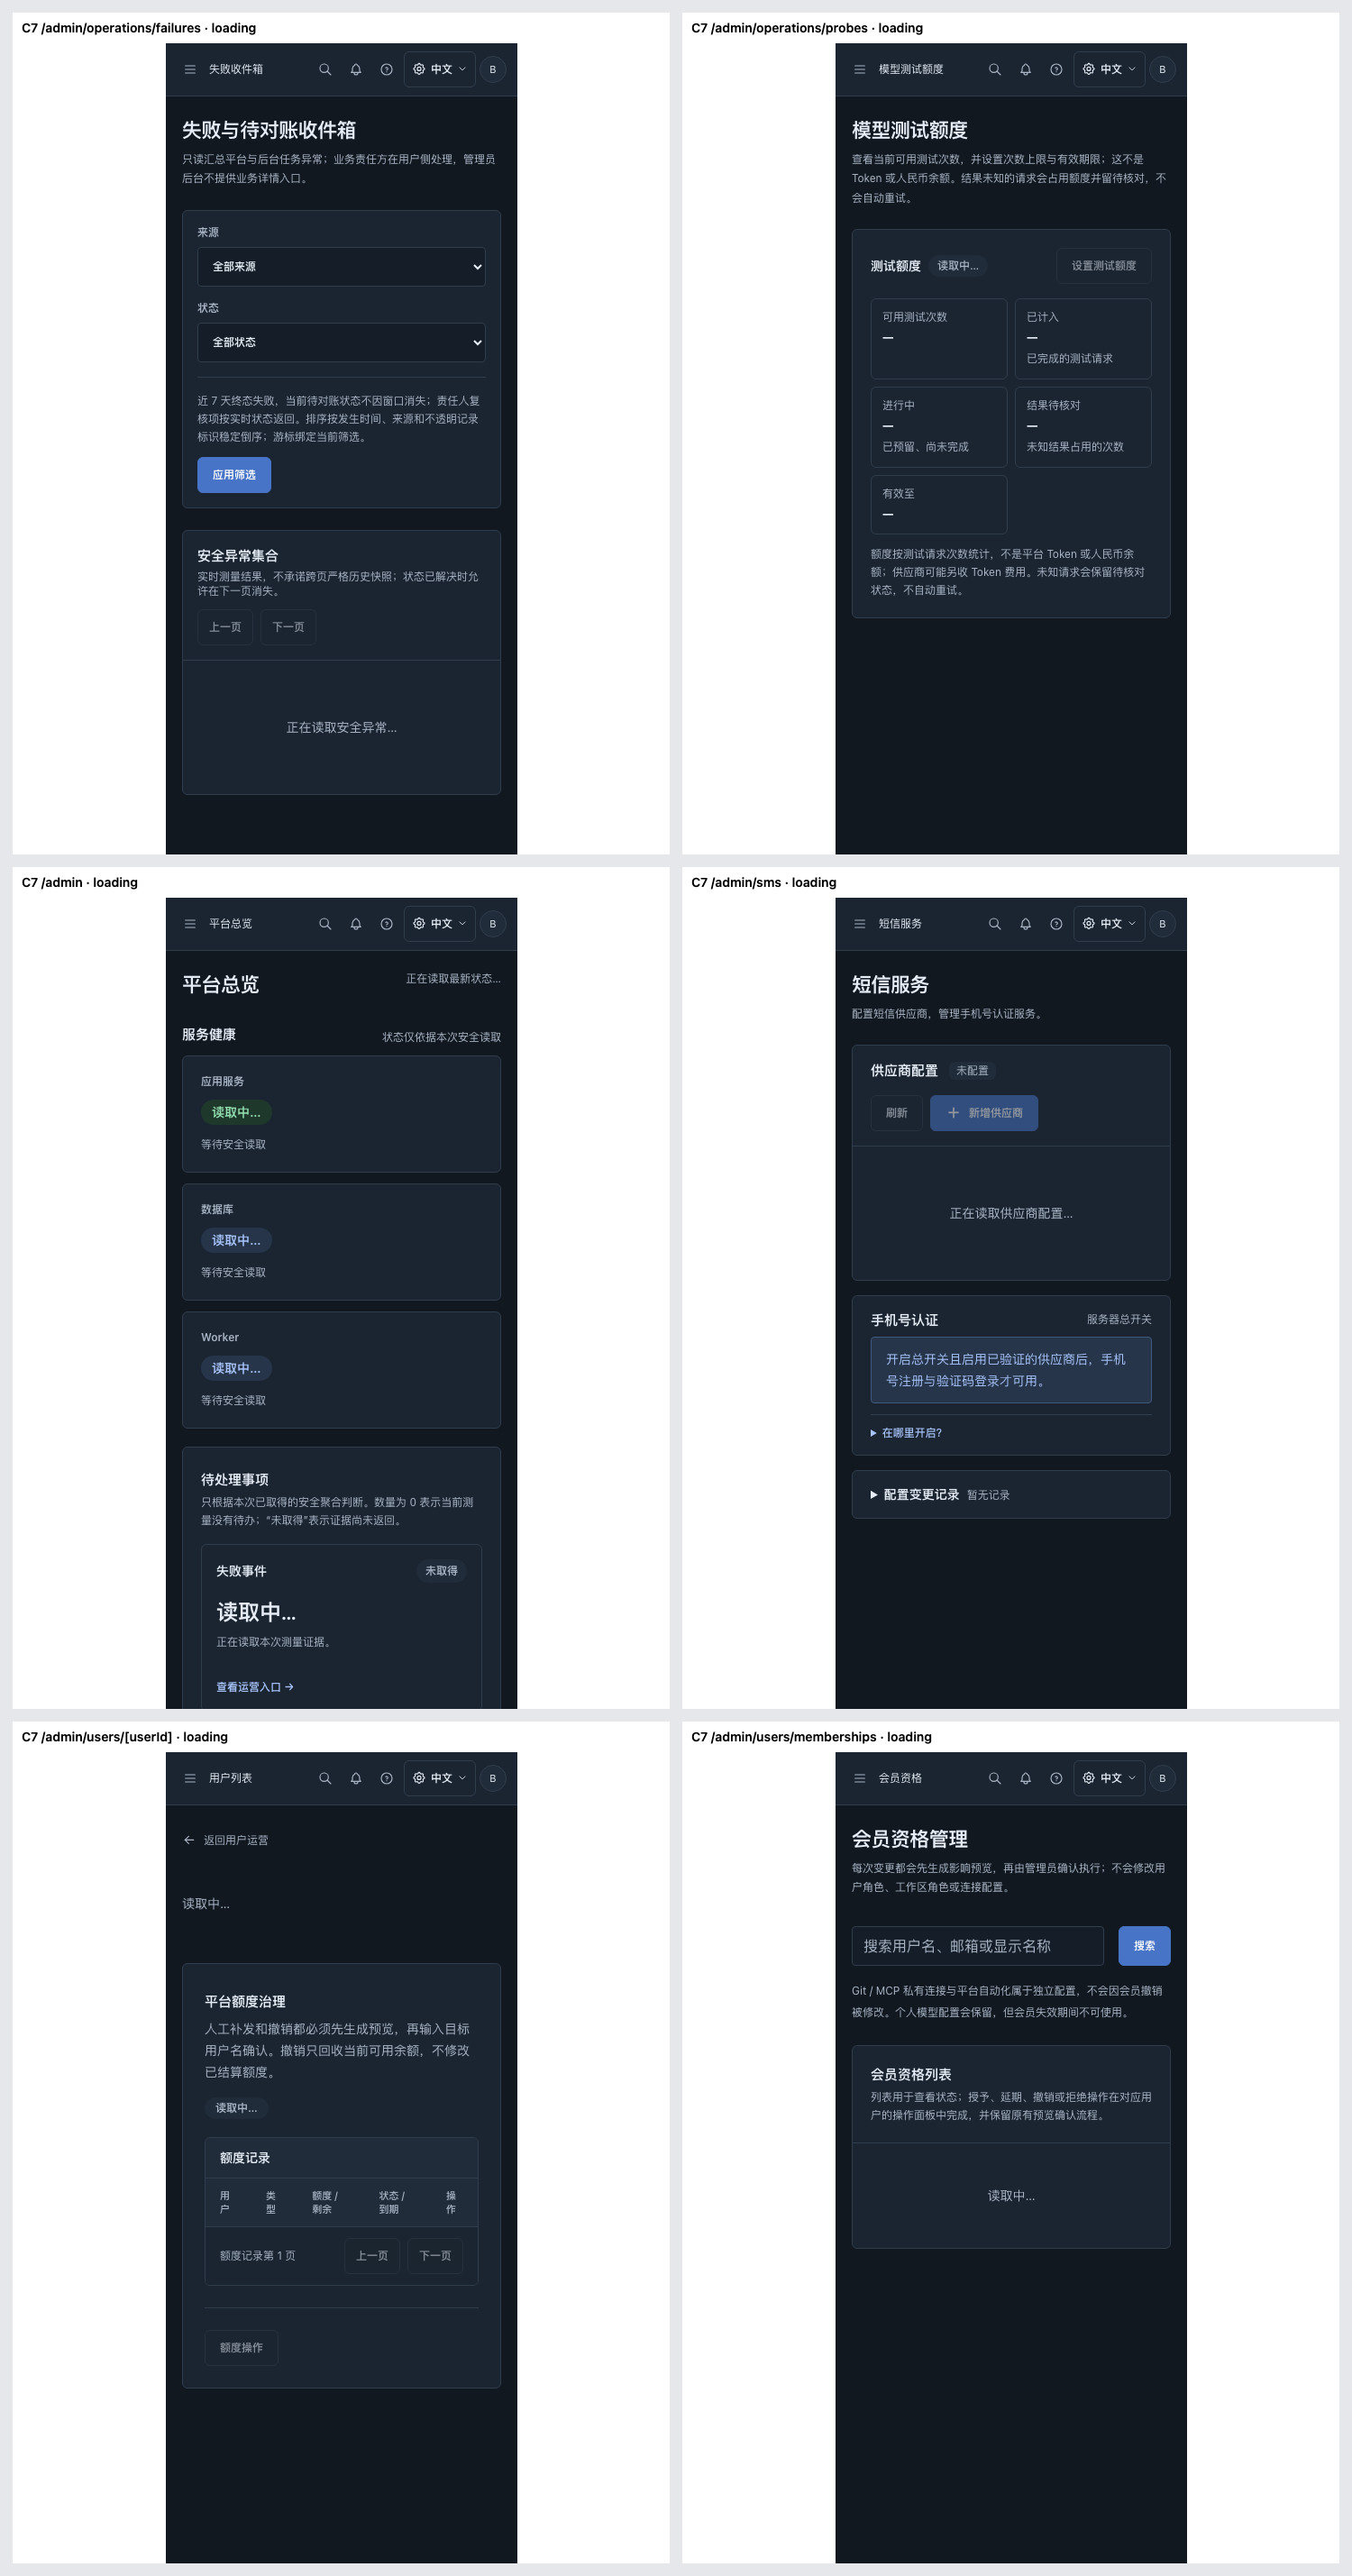 C7 /admin/operations/failures · loading
失败收件箱
中文
B
失败与待对账收件箱
只读汇总平台与后台任务异常；业务责任方在用户侧处理，管理员
后台不提供业务详情入口。
来源
全部来源
状态
全部状态
近 7 天终态失败，当前待对账状态不因窗口消失；责任人复
核项按实时状态返回。排序按发生时间、来源和不透明记录
标识稳定倒序；游标绑定当前筛选。
应用筛选
安全异常集合
实时测量结果，不承诺跨页严格历史快照；状态已解决时允
许在下一页消失。
上一页
下一页
正在读取安全异常...
C7 /admin/operations/probes · loading
模型测试额度
中文
B
模型测试额度
查看当前可用测试次数，并设置次数上限与有效期限；这不是
Token 或人民币余额。结果未知的请求会占用额度并留待核对，不
会自动重试。
测试额度
读取中...
设置测试额度
可用测试次数
—
已计入
—
已完成的测试请求
进行中
—
已预留、尚未完成
结果待核对
—
未知结果占用的次数
有效至
—
额度按测试请求次数统计，不是平台 Token 或人民币余
额；供应商可能另收 Token 费用。未知请求会保留待核对
状态，不自动重试。
C7 /admin · loading
平台总览
中文
B
平台总览
正在读取最新状态...
服务健康
状态仅依据本次安全读取
应用服务
读取中...
等待安全读取
数据库
读取中...
等待安全读取
Worker
读取中...
等待安全读取
待处理事项
只根据本次已取得的安全聚合判断。数量为 0 表示当前测
量没有待办；“未取得”表示证据尚未返回。
失败事件
未取得
读取中...
正在读取本次测量证据。
查看运营入口 →
C7 /admin/sms · loading
短信服务
中文
B
短信服务
配置短信供应商，管理手机号认证服务。
供应商配置
未配置
刷新
新增供应商
正在读取供应商配置...
手机号认证
服务器总开关
开启总开关且启用已验证的供应商后，手机
号注册与验证码登录才可用。
在哪里开启?
配置变更记录
暂无记录
C7 /admin/users/[userId] · loading
用户列表
中文
B
返回用户运营
读取中...
平台额度治理
人工补发和撤销都必须先生成预览，再输入目标
用户名确认。撤销只回收当前可用余额，不修改
已结算额度。
读取中...
额度记录
用户
类型
额度 / 剩余
状态 / 到期
操作
额度记录第 1 页
上一页
下一页
额度操作
C7 /admin/users/memberships · loading
会员资格
中文
B
会员资格管理
每次变更都会先生成影响预览，再由管理员确认执行；不会修改用
户角色、工作区角色或连接配置。
搜索用户名、邮箱或显示名称
搜索
Git / MCP 私有连接与平台自动化属于独立配置，不会因会员撤销
被修改。个人模型配置会保留，但会员失效期间不可使用。
会员资格列表
列表用于查看状态；授予、延期、撤销或拒绝操作在对应用
户的操作面板中完成，并保留原有预览确认流程。
读取中...